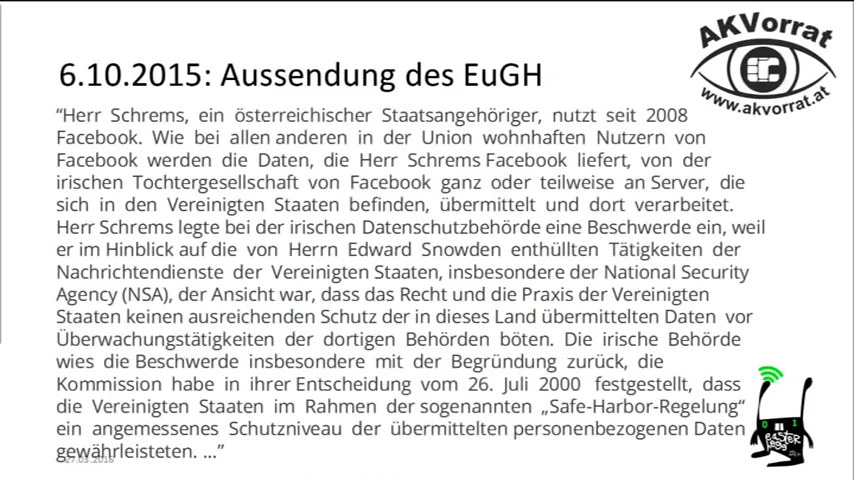 AKVorrat
www.akvorrat.at
6.10.2015: Aussendung des EuGH
“Herr Schrems, ein österreichischer Staatsangehöriger, nutzt seit 2008
Facebook. Wie bei allen anderen in der Union wohnhaften Nutzern von
Facebook werden die Daten, die Herr Schrems Facebook liefert, von der
irischen Tochtergesellschaft von Facebook ganz oder teilweise an Server, die
sich in den Vereinigten Staaten befinden, übermittelt und dort verarbeitet.
Herr Schrems legte bei der irischen Datenschutzbehörde eine Beschwerde ein, weil
er im Hinblick auf die von Herrn Edward Snowden enthüllten Tätigkeiten der
Nachrichtendienste der Vereinigten Staaten, insbesondere der National Security
Agency (NSA), der Ansicht war, dass das Recht und die Praxis der Vereinigten
Staaten keinen ausreichenden Schutz der in dieses Land übermittelten Daten vor
Überwachungstätigkeiten der dortigen Behörden böten. Die irische Behörde
wies die Beschwerde insbesondere mit der Begründung zurück, die
Kommission habe in ihrer Entscheidung vom 26. Juli 2000 festgestellt, dass
die Vereinigten Staaten im Rahmen der sogenannten „Safe-Harbor-Regelung“
ein angemessenes Schutzniveau der übermittelten personenbezogenen Daten
gewährleisteten. ...”
27.03.2016
0 1
EASTER
EGG